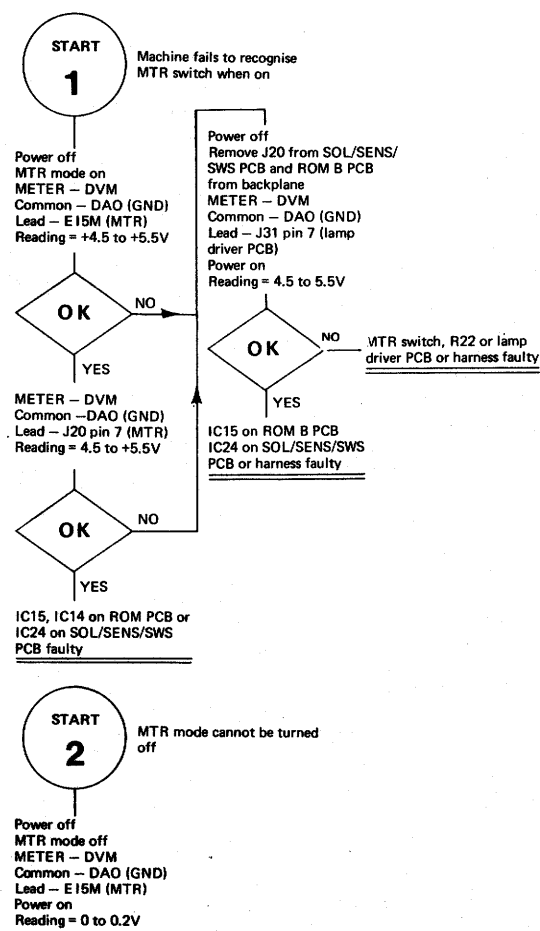 START
1
Machine fails to recognise
MTR switch when on
Power off
MTR mode on
METER – DVM
Common – DAO (GND)
Lead – E15M (MTR)
Reading = +4.5 to +5.5V
OK
NO
YES
METER – DVM
Common –DAO (GND)
Lead – J20 pin 7 (MTR)
Reading = 4.5 to +5.5V
OK
NO
YES
IC15, IC14 on ROM PCB or
IC24 on SOL/SENS/SWS
PCB faulty
Power off
Remove J20 from SOL/SENS/
SWS PCB and ROM B PCB
from backplane
METER – DVM
Common – DAO (GND)
Lead – J31 pin 7 (lamp
driver PCB)
Power on
Reading = 4.5 to 5.5V
OK
NO
MTR switch, R22 or lamp
driver PCB or harness faulty
YES
IC15 on ROM B PCB
IC24 on SOL/SENS/SWS
PCB or harness faulty
START
2
MTR mode cannot be turned
off
Power off
MTR mode off
METER – DVM
Common – DAO (GND)
Lead – E15M (MTR)
Power on
Reading = 0 to 0.2V